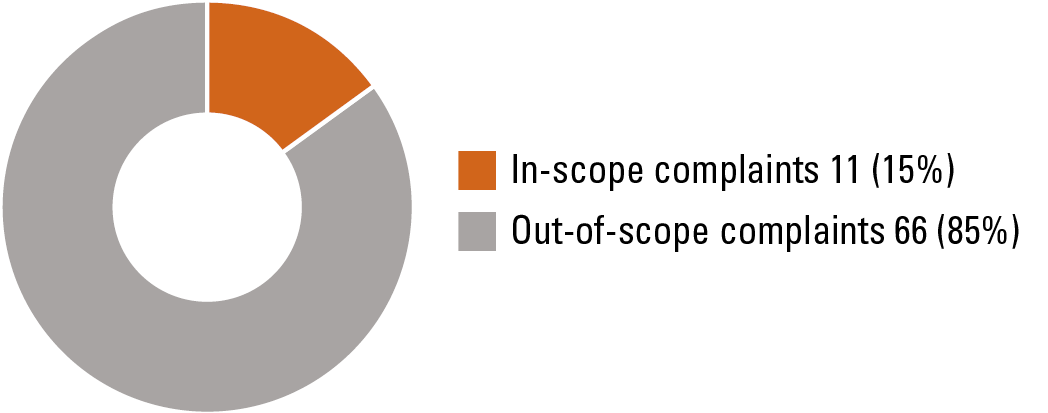 In-scope complaints 11 (15%)
Out-of-scope complaints 66 (85%)